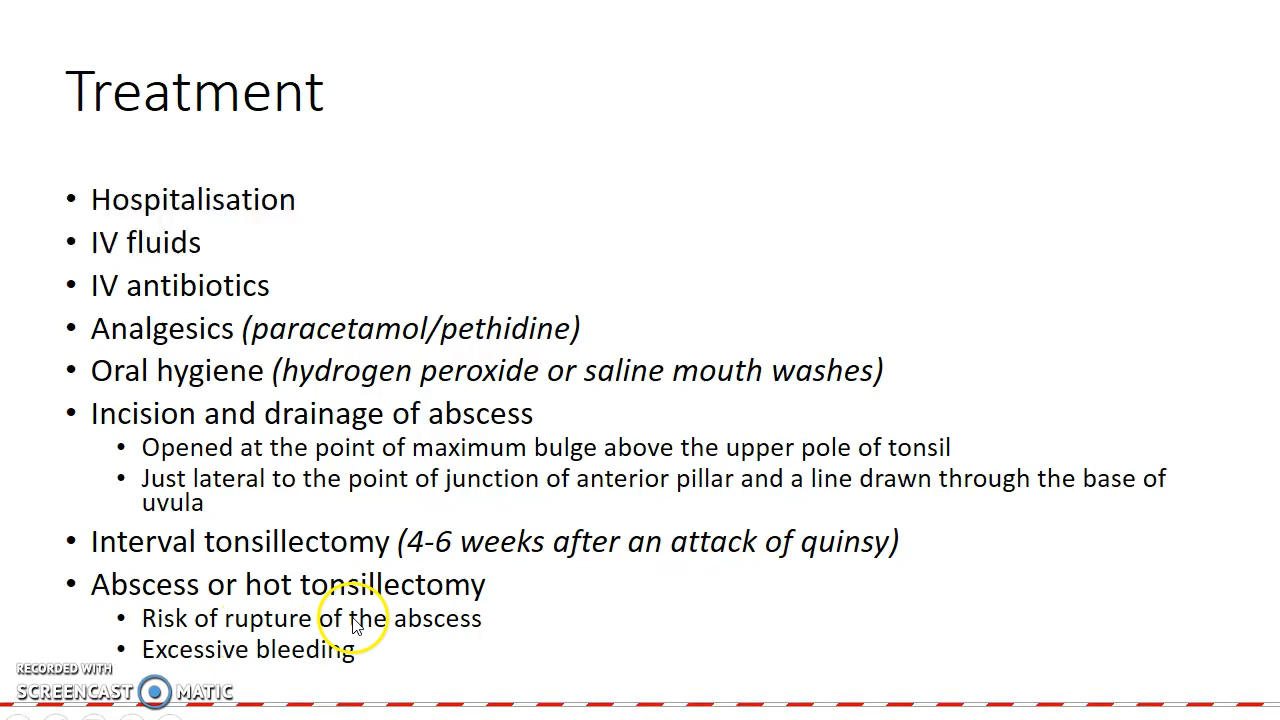 Treatment
• Hospitalisation
• IV fluids
• IV antibiotics
• Analgesics (paracetamol/pethidine)
• Oral hygiene (hydrogen peroxide or saline mouth washes)
• Incision and drainage of abscess
• Opened at the point of maximum bulge above the upper pole of tonsil
• Just lateral to the point of junction of anterior pillar and a line drawn through the base of
uvula
• Interval tonsillectomy (4-6 weeks after an attack of quinsy)
• Abscess or hot tonsillectomy
• Risk of rupture of the abscess
• Excessive bleeding
RECORDED WITH
SCREENCAST MATIC